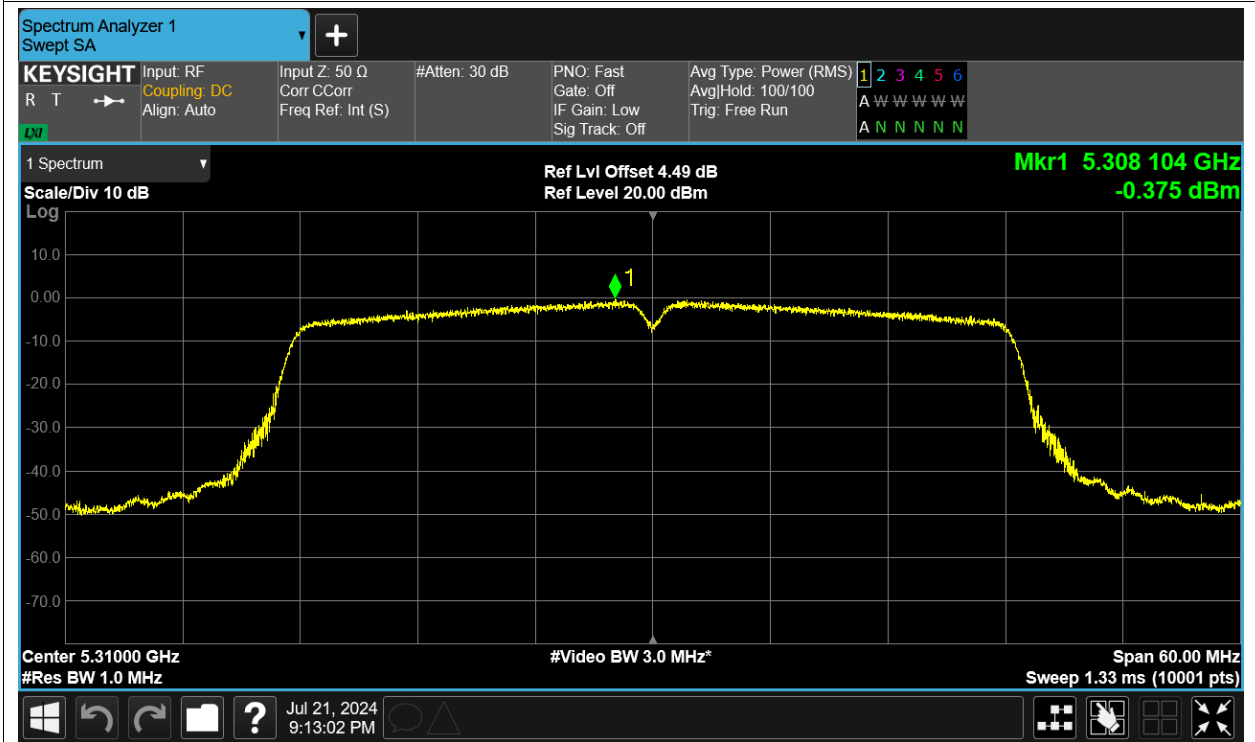 Spectrum Analyzer 1
Swept SA
+
KEYSIGHT
R T
LXI
Input: RF
Coupling: DC
Align: Auto
Input Z: 50 Ω
Corr CCorr
Freq Ref: Int (S)
#Atten: 30 dB
PNO: Fast
Gate: Off
IF Gain: Low
Sig Track: Off
Avg Type: Power (RMS)
Avg|Hold: 100/100
Trig: Free Run
1 2 3 4 5 6
A W W W W W
A N N N N N
1 Spectrum
Scale/Div 10 dB
Log
Ref Lvl Offset 4.49 dB
Ref Level 20.00 dBm
Mkr1 5.308 104 GHz
-0.375 dBm
1
10.0
0.00
-10.0
-20.0
-30.0
-40.0
-50.0
-60.0
-70.0
Center 5.31000 GHz
#Res BW 1.0 MHz
#Video BW 3.0 MHz*
Span 60.00 MHz
Sweep 1.33 ms (10001 pts)
?
Jul 21, 2024
9:13:02 PM